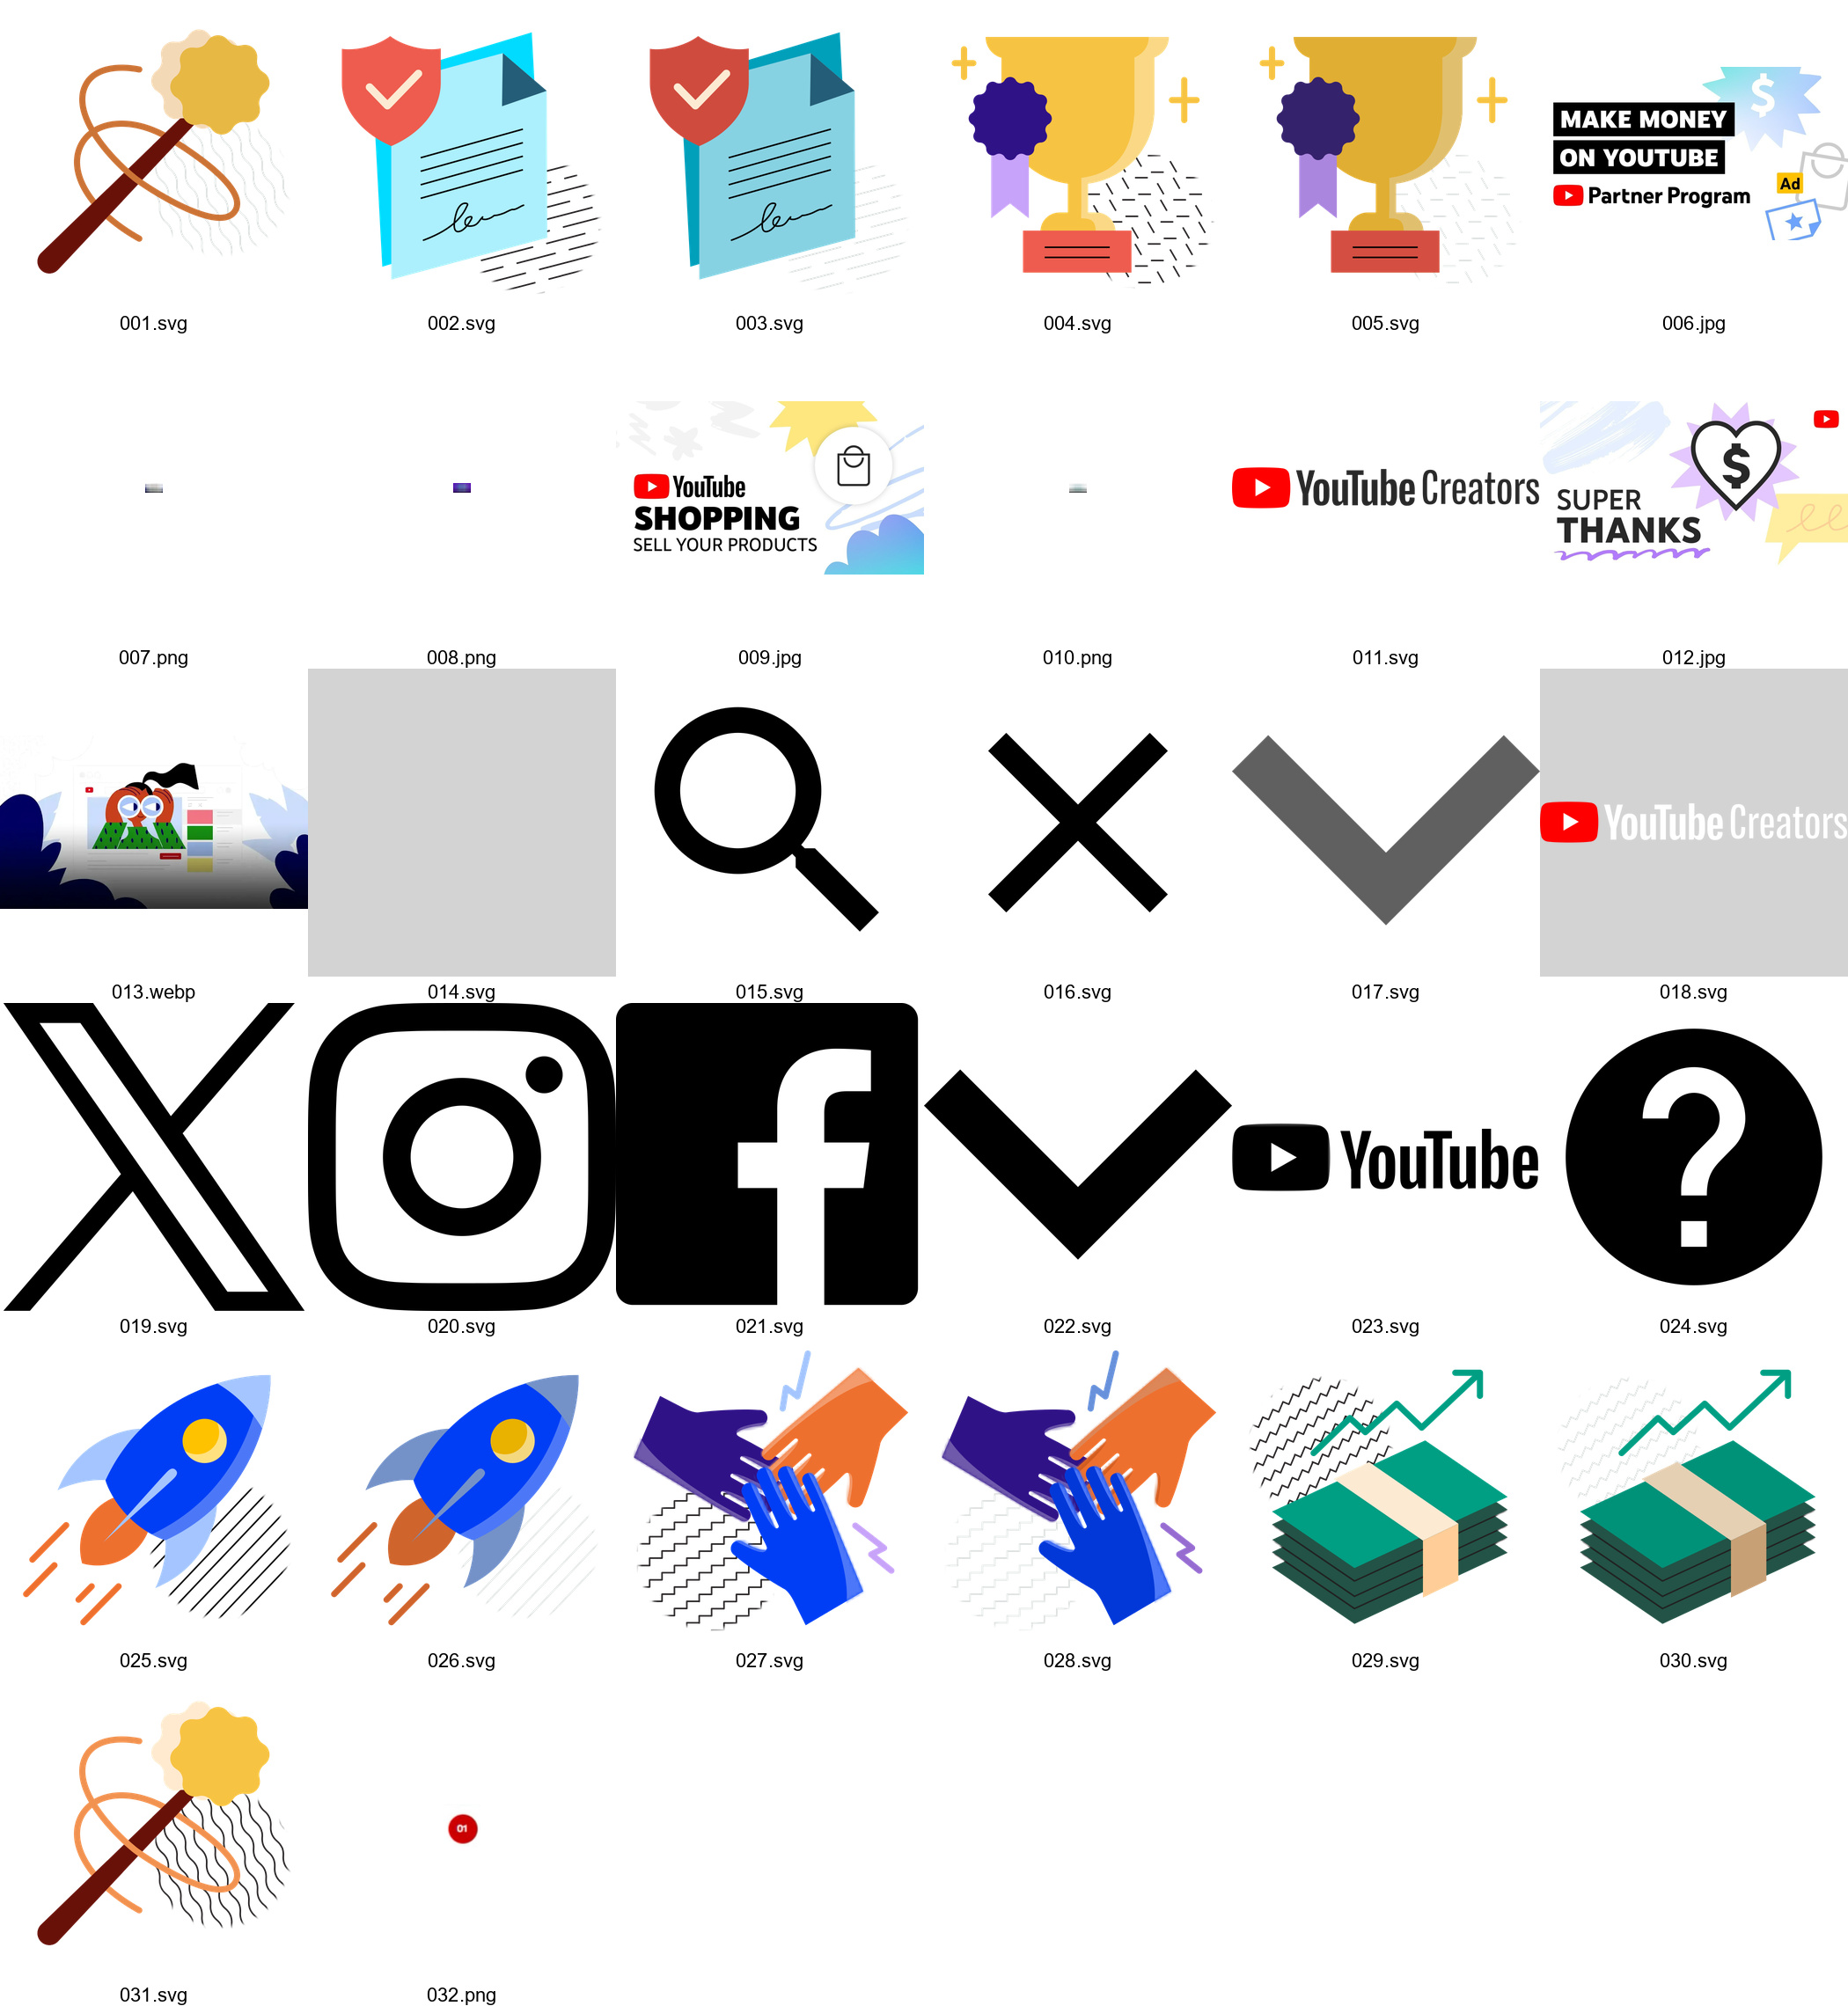 001.svg
002.svg
003.svg
004.svg
005.svg
MAKE MONEY
ON YOUTUBE
Partner Program
Ad
006.jpg
007.png
008.png
YouTube
SHOPPING
SELL YOUR PRODUCTS
009.jpg
010.png
YouTube Creators
011.svg
SUPER
THANKS
012.jpg
013.webp
014.svg
015.svg
016.svg
017.svg
YouTube Creators
018.svg
019.svg
020.svg
021.svg
022.svg
YouTube
023.svg
024.svg
025.svg
026.svg
027.svg
028.svg
029.svg
030.svg
031.svg
01
032.png